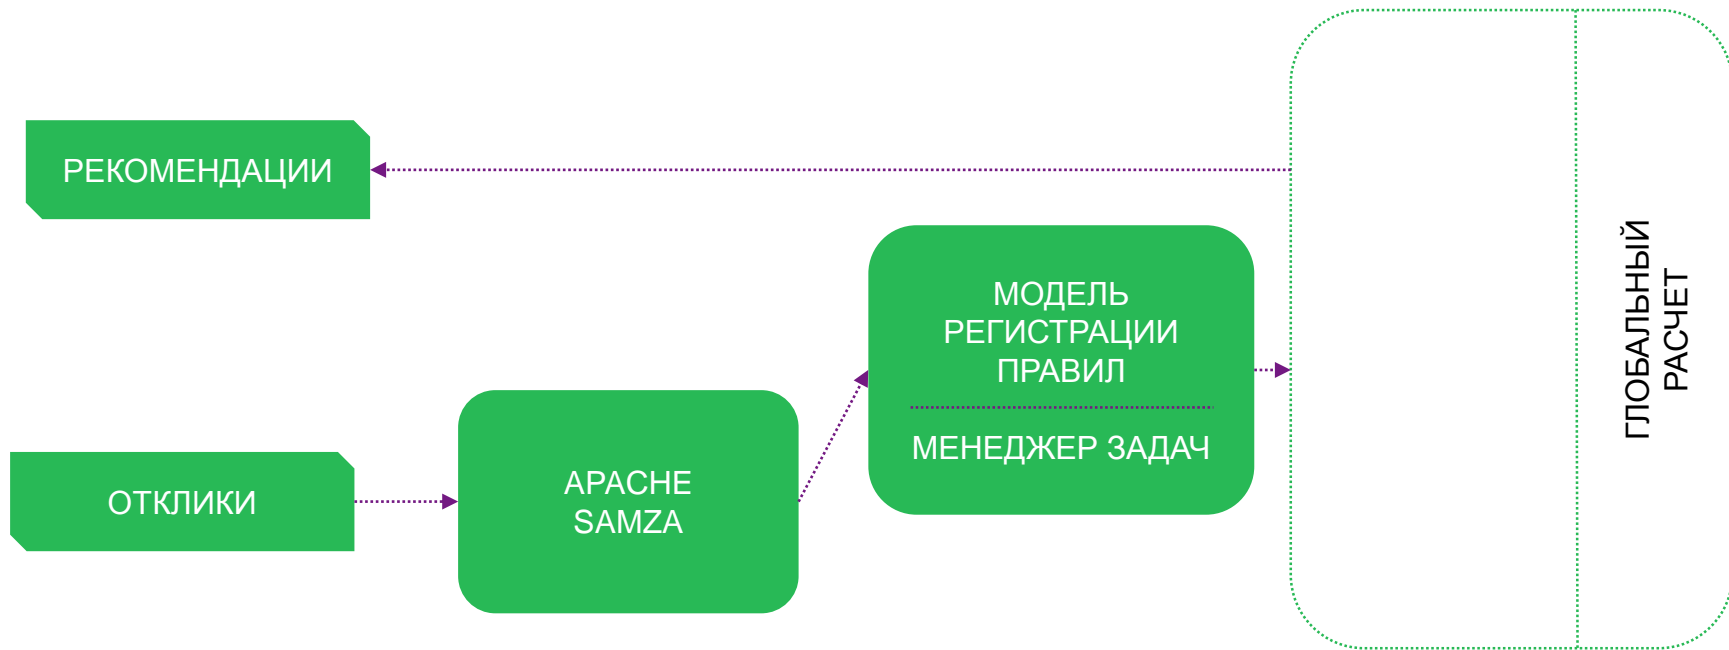 РЕКОМЕНДАЦИИ
МОДЕЛЬ
РЕГИСТРАЦИИ
ПРАВИЛ
МЕНЕДЖЕР ЗАДАЧ
APACHE
SAMZA
ОТКЛИКИ
ГЛОБАЛЬНЫЙ
РАСЧЕТ